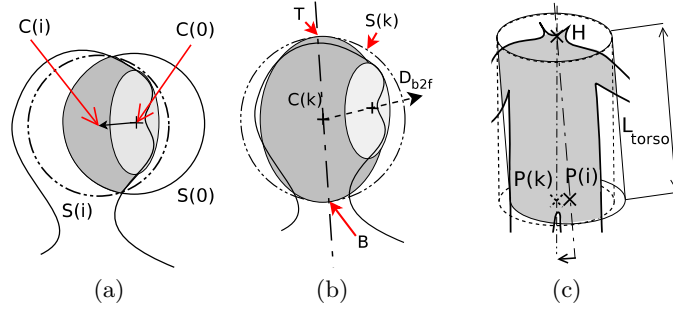 C(i)
C(0)
S(i)
S(0)
(a)
T
S(k)
C(k)
D_b2f
B
(b)
H
L_torso
P(k)
P(i)
(c)